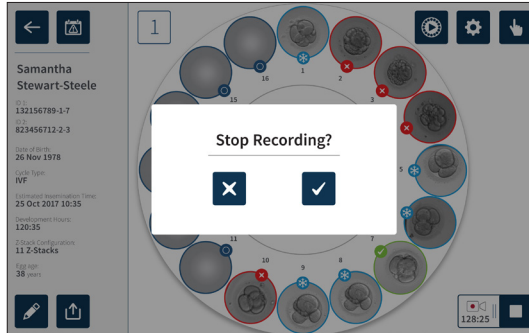 1
Samantha
Stewart-Steele
ID 1:
132156789-1-7
ID 2:
823456712-2-3
Date of Birth:
26 Nov 1978
Cycle Type:
IVF
Estimated Insemination Time:
25 Oct 2017 10:35
Development Hours:
120:35
Z-Stack Configuration:
11 Z-Stacks
Egg age:
38 years
16
1
2
15
3
Stop Recording?
5
11
7
10
9
8
128:25